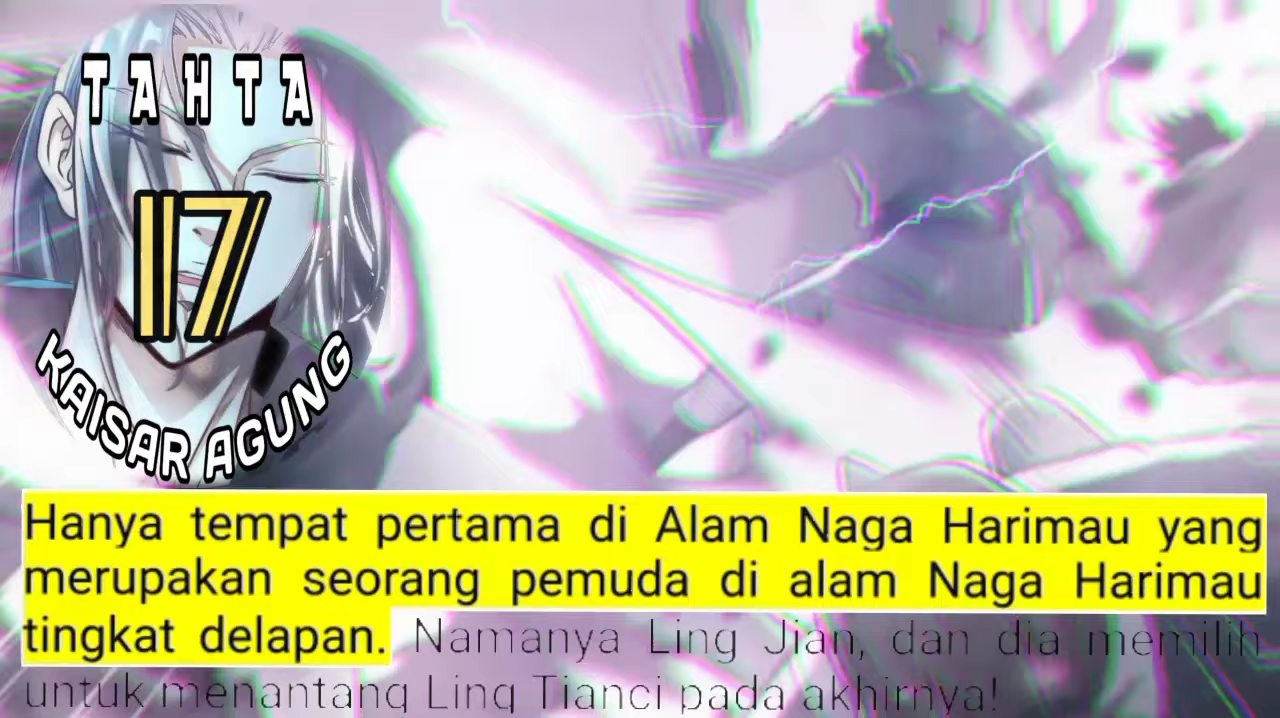 TAHTA
117
KAISAR AGUNG
Hanya tempat pertama di Alam Naga Harimau yang
merupakan seorang pemuda di alam Naga Harimau
tingkat delapan. Namanya Ling Jian, dan dia memilih
untuk menantang Ling Tianci pada akhirnya!